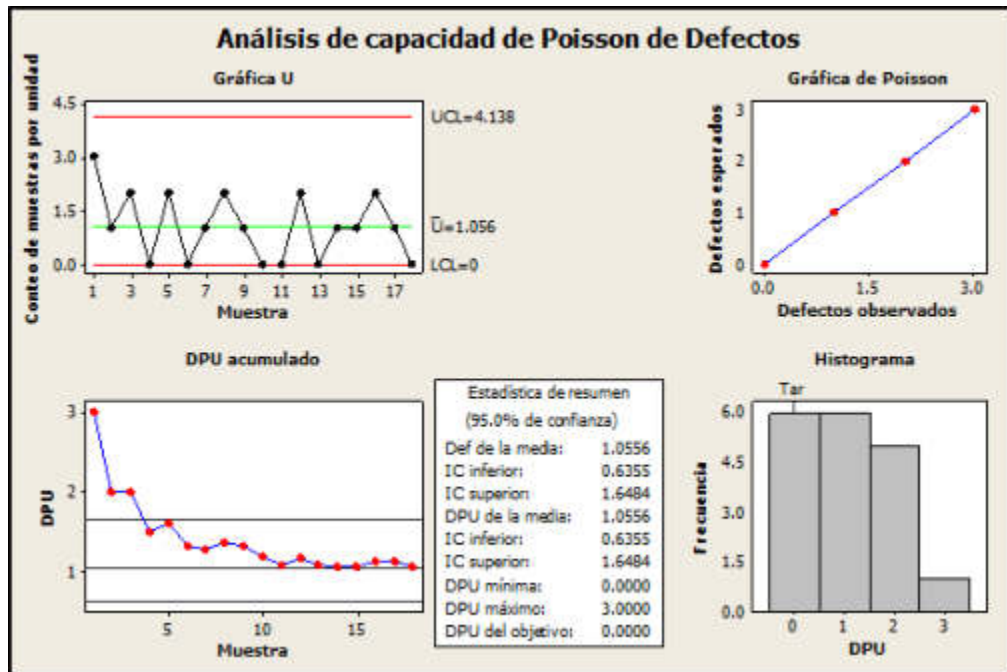 Análisis de capacidad de Poisson de Defectos
Gráfica U
Conteo de muestras por unidad
4.5
3.0
1.5
0.0
UCL=4.138
U̅=1.056
LCL=0
1 3 5 7 9 11 13 15 17
Muestra
Gráfica de Poisson
Defectos esperados
3
2
1
0
0.0 1.5 3.0
Defectos observados
DPU acumulado
DPU
3
2
1
5 10 15
Muestra
Estadística de resumen
(95.0% de confianza)
Def de la media: 1.0556
IC inferior: 0.6355
IC superior: 1.6484
DPU de la media: 1.0556
IC inferior: 0.6355
IC superior: 1.6484
DPU mínima: 0.0000
DPU máximo: 3.0000
DPU del objetivo: 0.0000
Histograma
Tar
Frecuencia
6.0
4.5
3.0
1.5
0.0
0 1 2 3
DPU